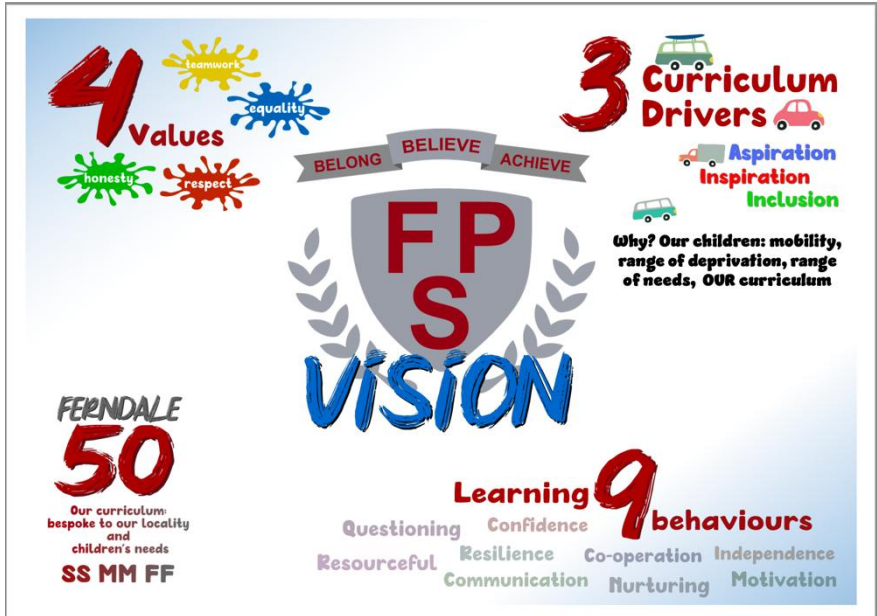 4
Values
teamwork
equality
honesty
respect
3
Curriculum
Drivers
Aspiration
Inspiration
Inclusion
Why? Our children: mobility,
range of deprivation, range
of needs, OUR curriculum
BELONG BELIEVE ACHIEVE
F P
S
VISION
FERNDALE
50
Our curriculum:
bespoke to our locality
and
children's needs
SS MM FF
Learning 9 behaviours
Questioning Confidence
Resourceful Resilience Co-operation Independence
Communication Nurturing Motivation